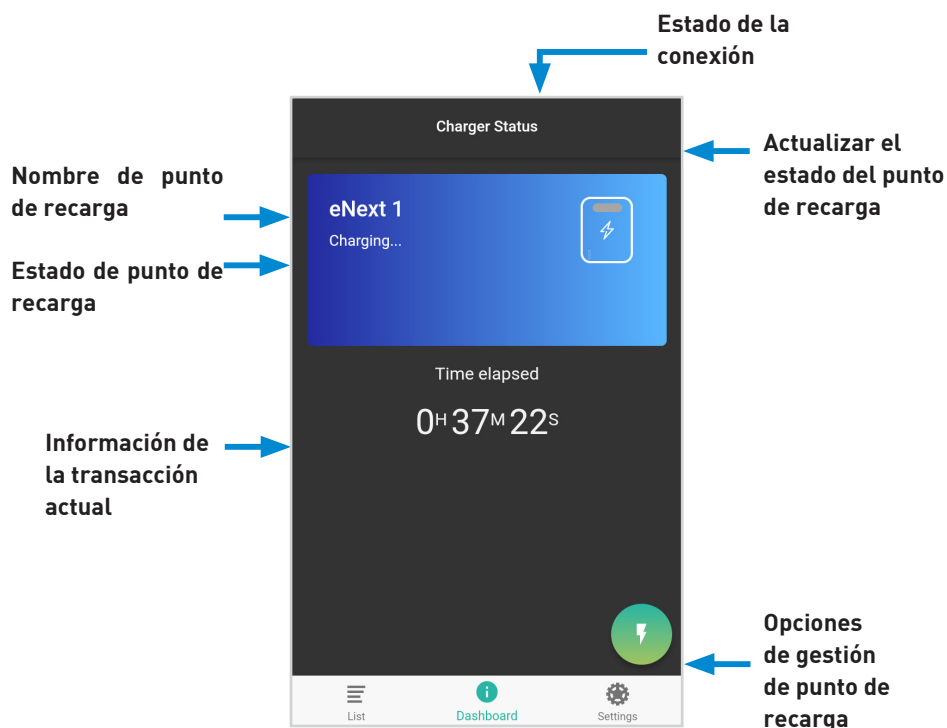 Estado de la
conexión
Charger Status
Actualizar el
estado del punto
de recarga
Nombre de punto
de recarga
eNext 1
Charging...
Estado de punto de
recarga
Time elapsed
0H 37M 22S
Información de
la transacción
actual
Opciones
de gestión
de punto de
recarga
List
Dashboard
Settings